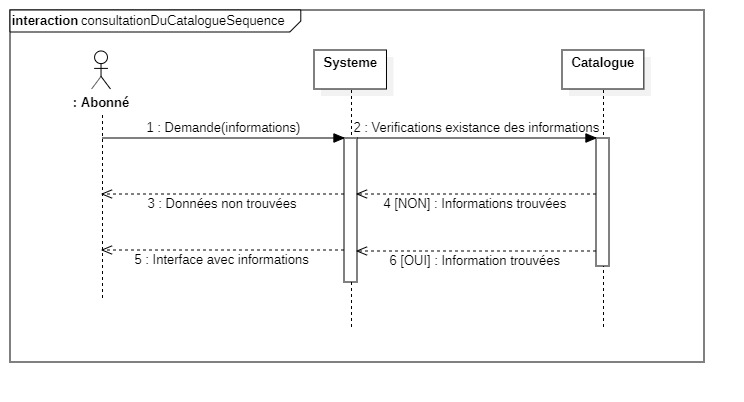 interaction consultationDuCatalogueSequence
Systeme
Catalogue
: Abonné
1 : Demande(informations)
2 : Verifications existance des informations
3 : Données non trouvées
4 [NON] : Informations trouvées
5 : Interface avec informations
6 [OUI] : Information trouvées